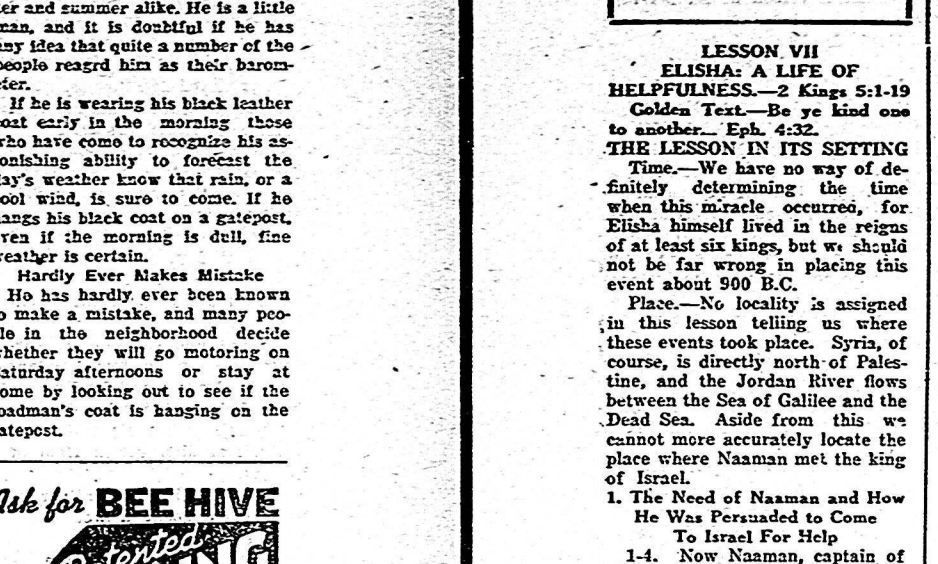 ter and summer alike. He is a little
man, and it is doubtful if he has
any idea that quite a number of the
people reagrd him as their barom-
eter.
If he is wearing his black leather
coat early in the morning those
who have come to recognize his as-
tonishing ability to forecast the
day's weather know that rain, or a
cool wind, is sure to come. If he
hangs his black coat on a gatepost,
even if the morning is dull, fine
weather is certain.
Hardly Ever Makes Mistake
He has hardly ever been known
to make a mistake, and many peo-
ple in the neighborhood decide
whether they will go motoring on
Saturday afternoons or stay at
home by looking out to see if the
roadman's coat is hanging on the
gatepost.
Ask for BEE HIVE
Patented
LESSON VII
ELISHA: A LIFE OF
HELPFULNESS.—2 Kings 5:1-19
Golden Text.—Be ye kind one
to another— Eph. 4:32.
THE LESSON IN ITS SETTING
Time.—We have no way of de-
finitely determining the time
when this miracle occurred, for
Elisha himself lived in the reigns
of at least six kings, but we should
not be far wrong in placing this
event about 900 B.C.
Place.—No locality is assigned
in this lesson telling us where
these events took place. Syria, of
course, is directly north of Pales-
tine, and the Jordan River flows
between the Sea of Galilee and the
Dead Sea. Aside from this we
cannot more accurately locate the
place where Naaman met the king
of Israel.
1. The Need of Naaman and How
He Was Persuaded to Come
To Israel For Help
1-4. Now Naaman, captain of